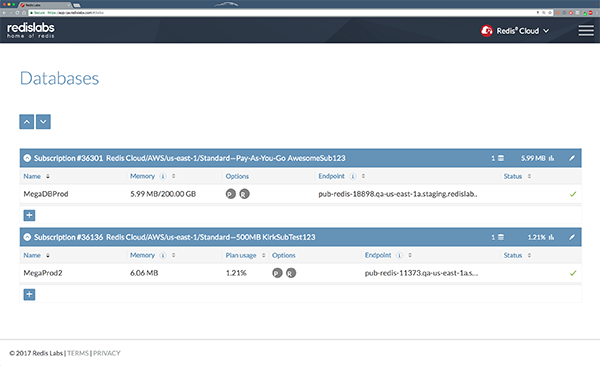 Redis Labs
Secure https://app-qa.redislabs.com/#/bdbs
redislabs
home of redis
Redis® Cloud
Databases
Subscription #36301 Redis Cloud/AWS/us-east-1/Standard—Pay-As-You-Go AwesomeSub123 1 5.99 MB
Name Memory i Options Endpoint i Status
MegaDBProd 5.99 MB/200.00 GB P R pub-redis-18898.qa-us-east-1a.staging.redislab..
Subscription #36136 Redis Cloud/AWS/us-east-1/Standard—500MB KirkSubTest123 1 1.21%
Name Memory i Plan usage Options Endpoint i Status
MegaProd2 6.06 MB 1.21% P R pub-redis-11373.qa-us-east-1a.s...
© 2017 Redis Labs | TERMS | PRIVACY